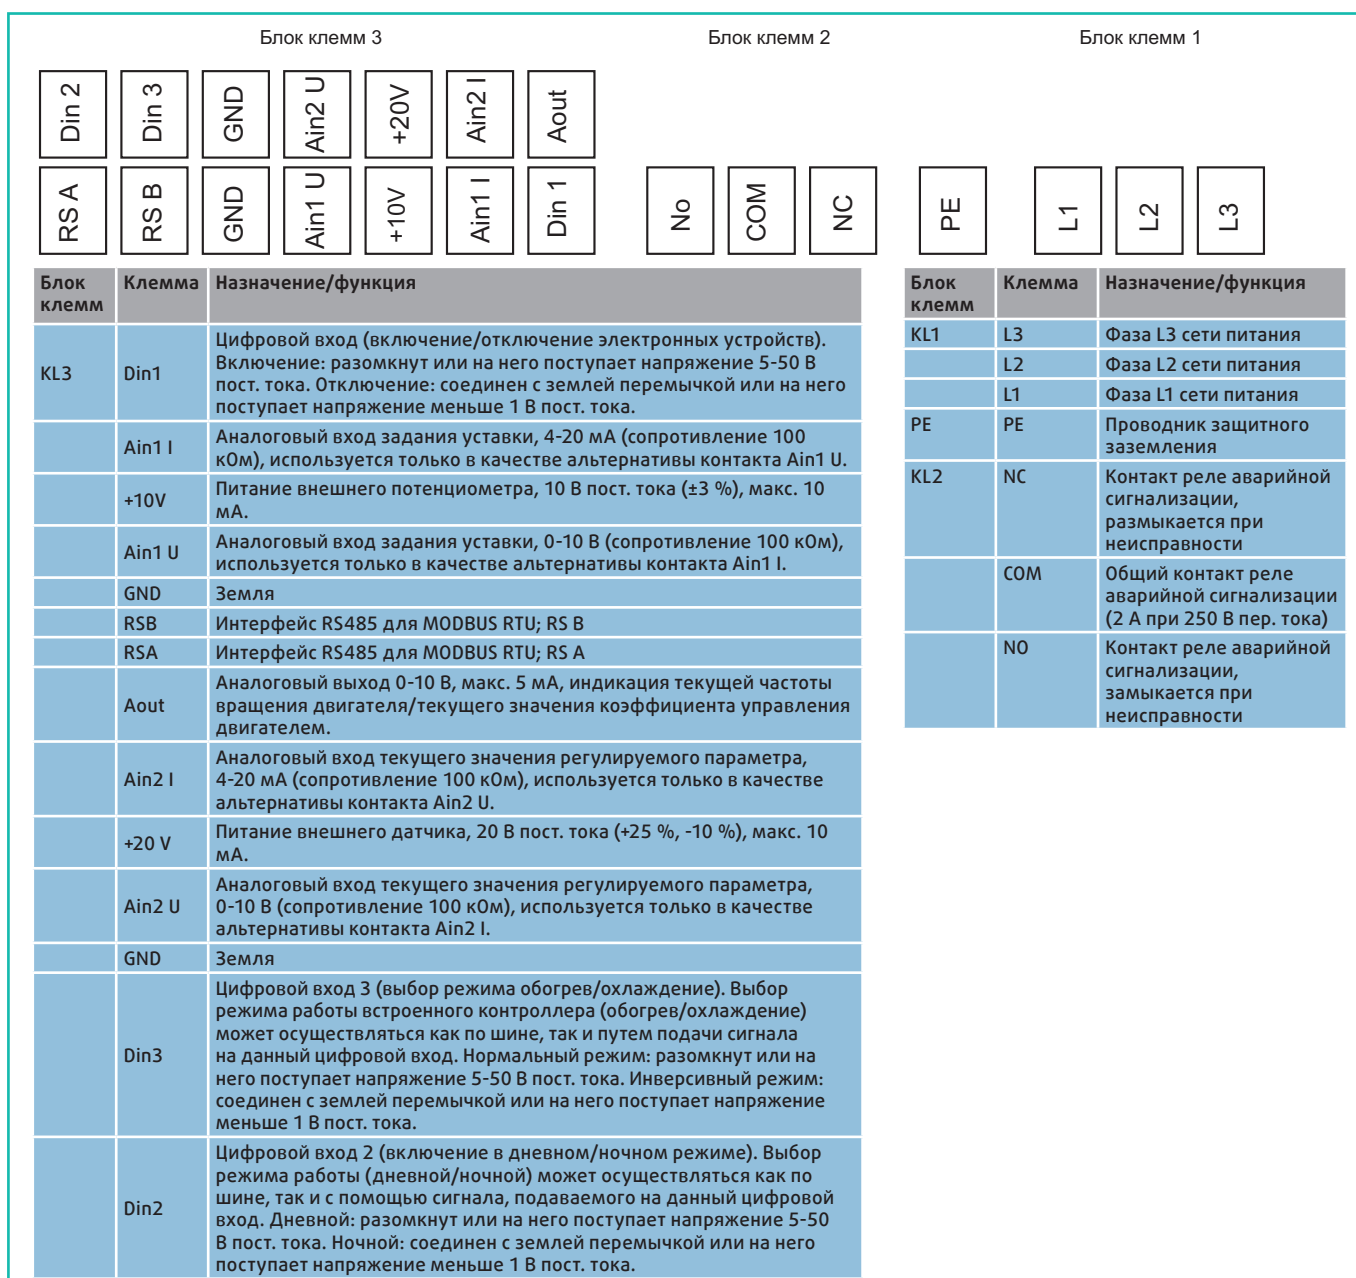 Блок клемм 3
Блок клемм 2
Блок клемм 1
Din 2
Din 3
GND
Ain2 U
+20V
Ain2 I
Aout
RS A
RS B
GND
Ain1 U
+10V
Ain1 I
Din 1
No
COM
NC
PE
L1
L2
L3
Блок клемм
Клемма
Назначение/функция
KL3
Din1
Цифровой вход (включение/отключение электронных устройств).
Включение: разомкнут или на него поступает напряжение 5-50 В
пост. тока. Отключение: соединен с землей перемычкой или на него
поступает напряжение меньше 1 В пост. тока.
Ain1 I
Аналоговый вход задания уставки, 4-20 мА (сопротивление 100
кОм), используется только в качестве альтернативы контакта Ain1 U.
+10V
Питание внешнего потенциометра, 10 В пост. тока (±3 %), макс. 10
мА.
Ain1 U
Аналоговый вход задания уставки, 0-10 В (сопротивление 100 кОм),
используется только в качестве альтернативы контакта Ain1 I.
GND
Земля
RSB
Интерфейс RS485 для MODBUS RTU; RS B
RSA
Интерфейс RS485 для MODBUS RTU; RS A
Aout
Аналоговый выход 0-10 В, макс. 5 мА, индикация текущей частоты
вращения двигателя/текущего значения коэффициента управления
двигателем.
Ain2 I
Аналоговый вход текущего значения регулируемого параметра,
4-20 мА (сопротивление 100 кОм), используется только в качестве
альтернативы контакта Ain2 U.
+20 V
Питание внешнего датчика, 20 В пост. тока (+25 %, -10 %), макс. 10
мА.
Ain2 U
Аналоговый вход текущего значения регулируемого параметра,
0-10 В (сопротивление 100 кОм), используется только в качестве
альтернативы контакта Ain2 I.
GND
Земля
Din3
Цифровой вход 3 (выбор режима обогрев/охлаждение). Выбор
режима работы встроенного контроллера (обогрев/охлаждение)
может осуществляться как по шине, так и путем подачи сигнала
на данный цифровой вход. Нормальный режим: разомкнут или на
него поступает напряжение 5-50 В пост. тока. Инверсивный режим:
соединен с землей перемычкой или на него поступает напряжение
меньше 1 В пост. тока.
Din2
Цифровой вход 2 (включение в дневном/ночном режиме). Выбор
режима работы (дневной/ночной) может осуществляться как по
шине, так и с помощью сигнала, подаваемого на данный цифровой
вход. Дневной: разомкнут или на него поступает напряжение 5-50
В пост. тока. Ночной: соединен с землей перемычкой или на него
поступает напряжение меньше 1 В пост. тока.
Блок клемм
Клемма
Назначение/функция
KL1
L3
Фаза L3 сети питания
L2
Фаза L2 сети питания
L1
Фаза L1 сети питания
PE
PE
Проводник защитного
заземления
KL2
NC
Контакт реле аварийной
сигнализации,
размыкается при
неисправности
COM
Общий контакт реле
аварийной сигнализации
(2 А при 250 В пер. тока)
NO
Контакт реле аварийной
сигнализации,
замыкается при
неисправности